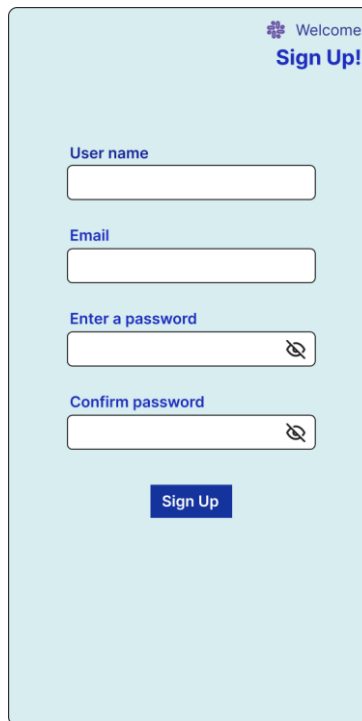 Welcome
Sign Up!
User name
Email
Enter a password
Confirm password
Sign Up